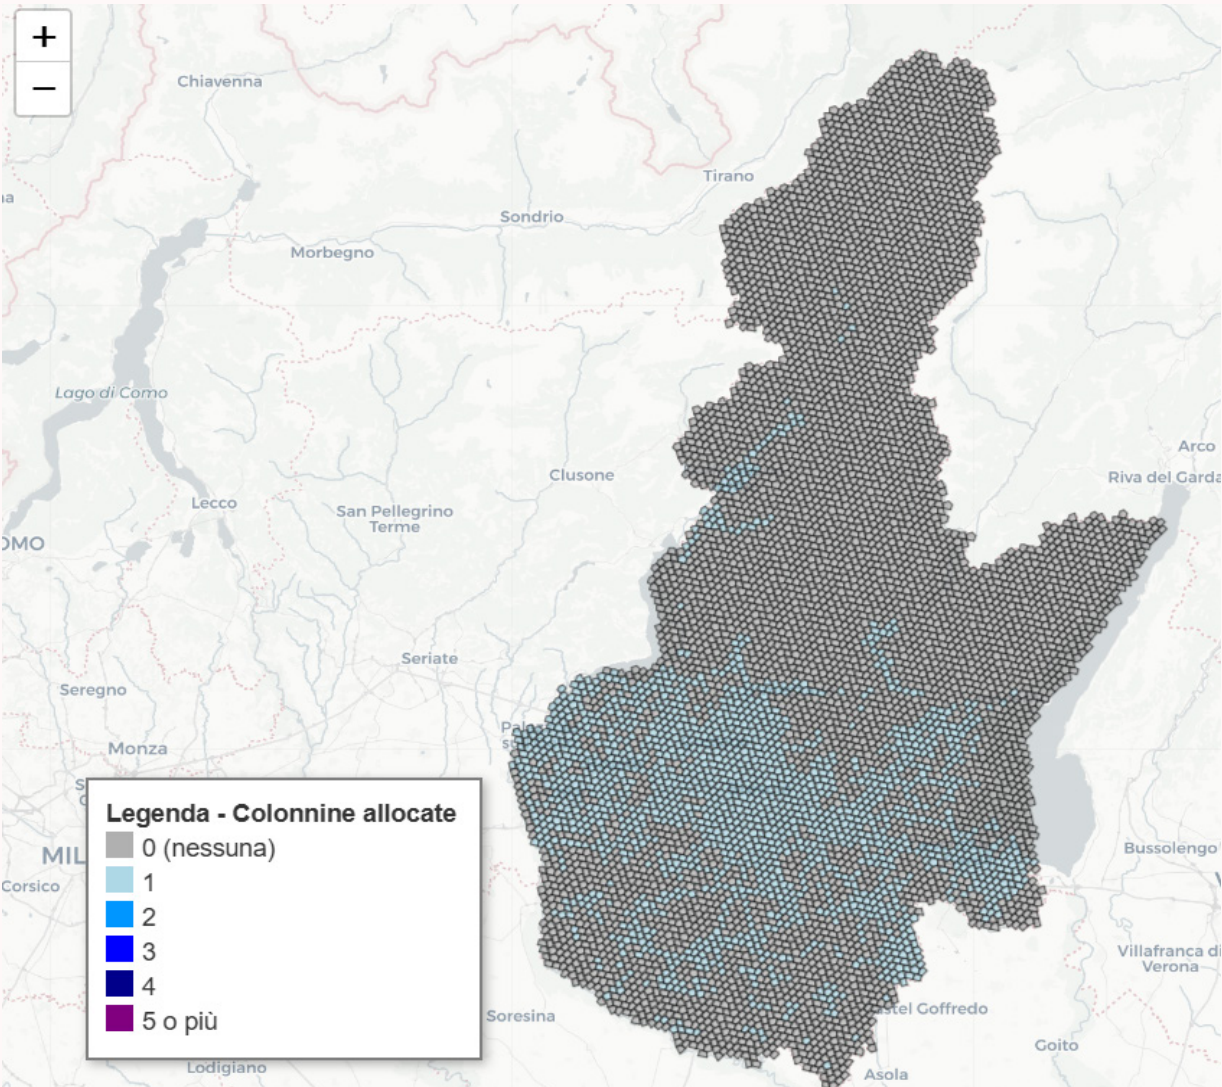 +
−
Chiavenna
Tirano
Sondrio
Morbegno
Lago di Como
Arco
Riva del Garda
Clusone
Lecco
San Pellegrino
Terme
OMO
Seriate
Seregno
Monza
Legenda - Colonnine allocate
0 (nessuna)
1
2
3
4
5 o più
MIL
Corsico
Bussolengo
Villafranca di
Verona
Soresina
stel Goffredo
Goito
Lodigiano
Asola